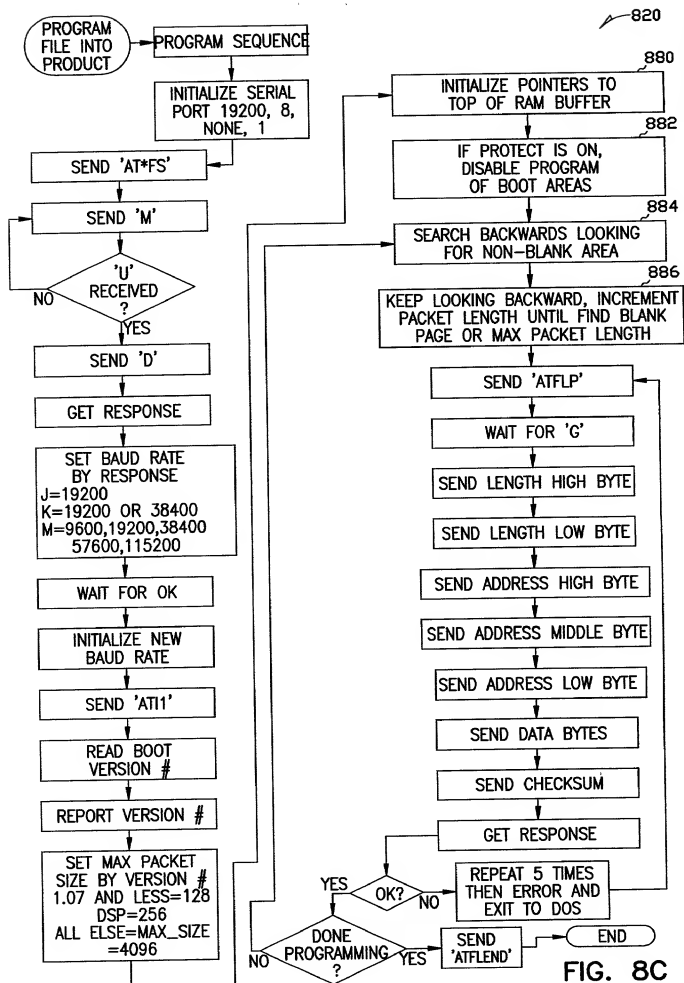 PROGRAM
FILE INTO
PRODUCT
PROGRAM SEQUENCE
INITIALIZE SERIAL
PORT 19200, 8,
NONE, 1
SEND 'AT*FS'
SEND 'M'
'U'
RECEIVED
?
NO
YES
SEND 'D'
GET RESPONSE
SET BAUD RATE
BY RESPONSE
J=19200
K=19200 OR 38400
M=9600,19200,38400
57600,115200
WAIT FOR OK
INITIALIZE NEW
BAUD RATE
SEND 'ATI1'
READ BOOT
VERSION #
REPORT VERSION #
SET MAX PACKET
SIZE BY VERSION #
1.07 AND LESS=128
DSP=256
ALL ELSE=MAX_SIZE
=4096
820
880
INITIALIZE POINTERS TO
TOP OF RAM BUFFER
882
IF PROTECT IS ON,
DISABLE PROGRAM
OF BOOT AREAS
884
SEARCH BACKWARDS LOOKING
FOR NON-BLANK AREA
886
KEEP LOOKING BACKWARD, INCREMENT
PACKET LENGTH UNTIL FIND BLANK
PAGE OR MAX PACKET LENGTH
SEND 'ATFLP'
WAIT FOR 'G'
SEND LENGTH HIGH BYTE
SEND LENGTH LOW BYTE
SEND ADDRESS HIGH BYTE
SEND ADDRESS MIDDLE BYTE
SEND ADDRESS LOW BYTE
SEND DATA BYTES
SEND CHECKSUM
GET RESPONSE
YES
OK?
NO
REPEAT 5 TIMES
THEN ERROR AND
EXIT TO DOS
DONE
PROGRAMMING
?
NO
YES
SEND
'ATFLEND'
END
FIG. 8C